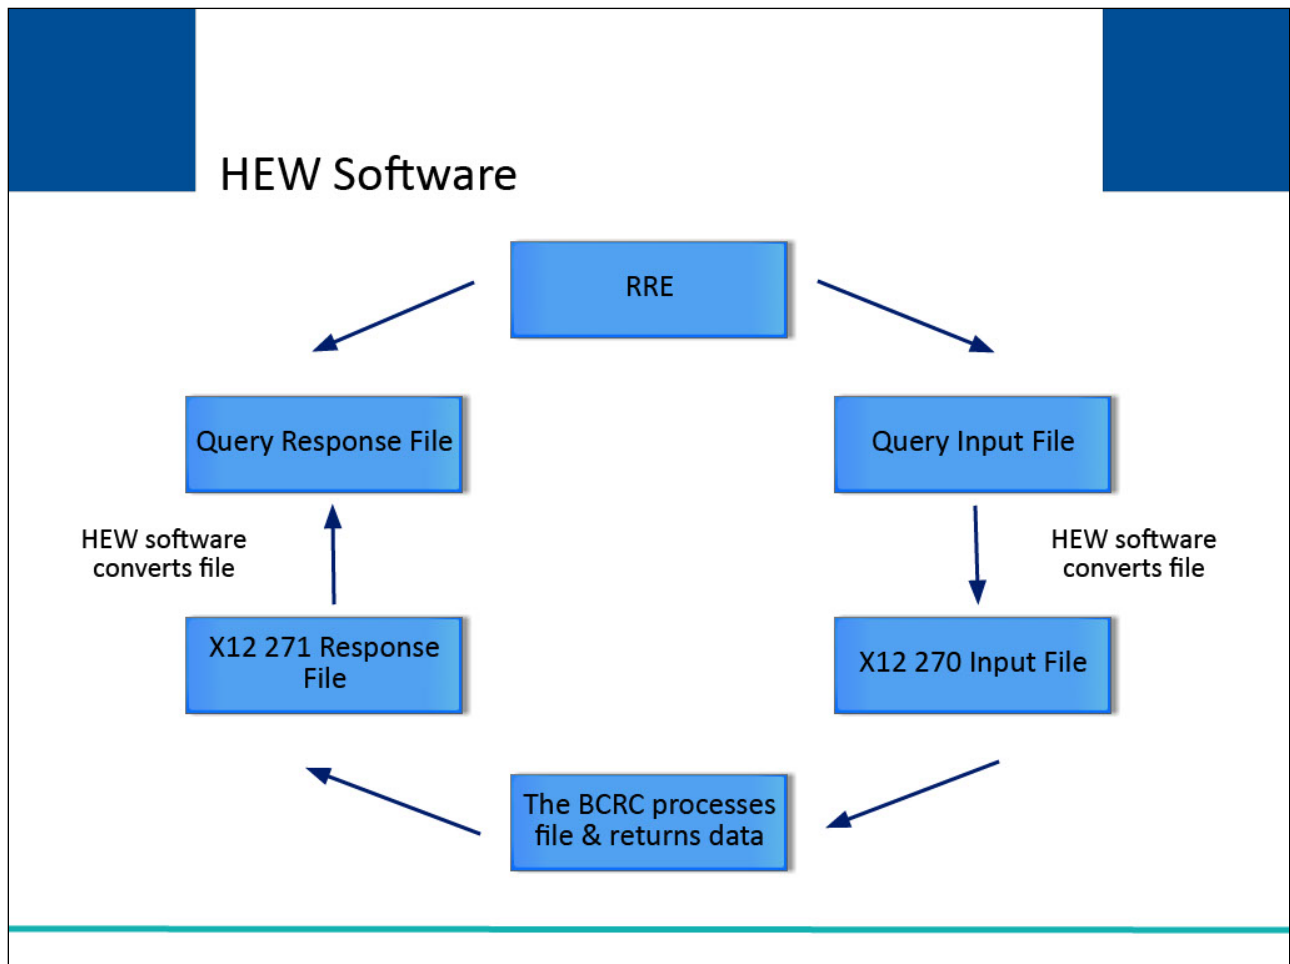 HEW Software
RRE
Query Response File
Query Input File
HEW software
converts file
HEW software
converts file
X12 271 Response
File
X12 270 Input File
The BCRC processes
file & returns data